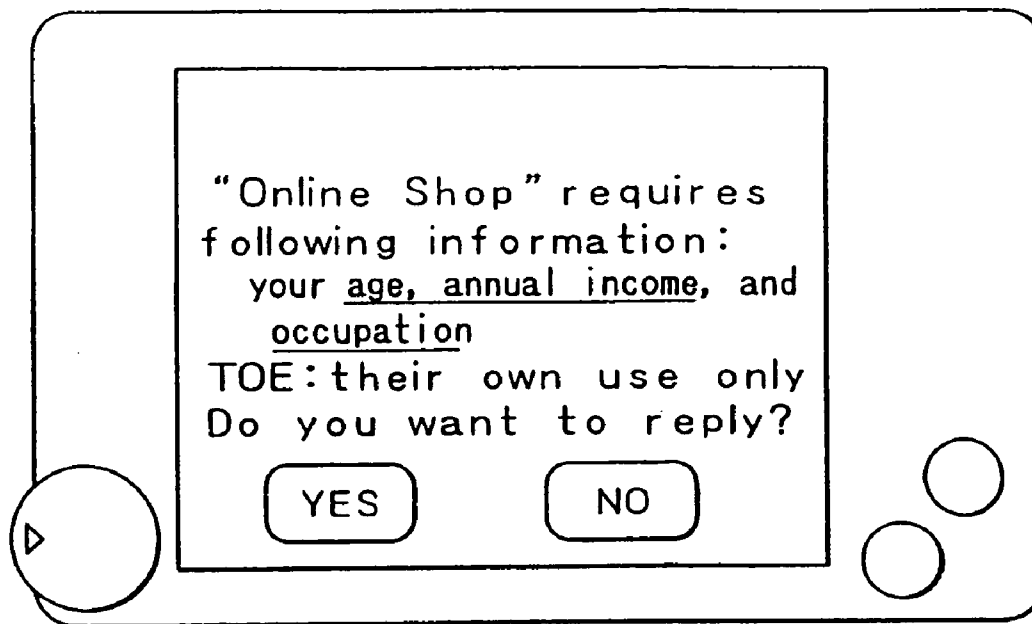 “Online Shop” requires
following information:
your age, annual income, and
occupation
TOE: their own use only
Do you want to reply?
YES NO